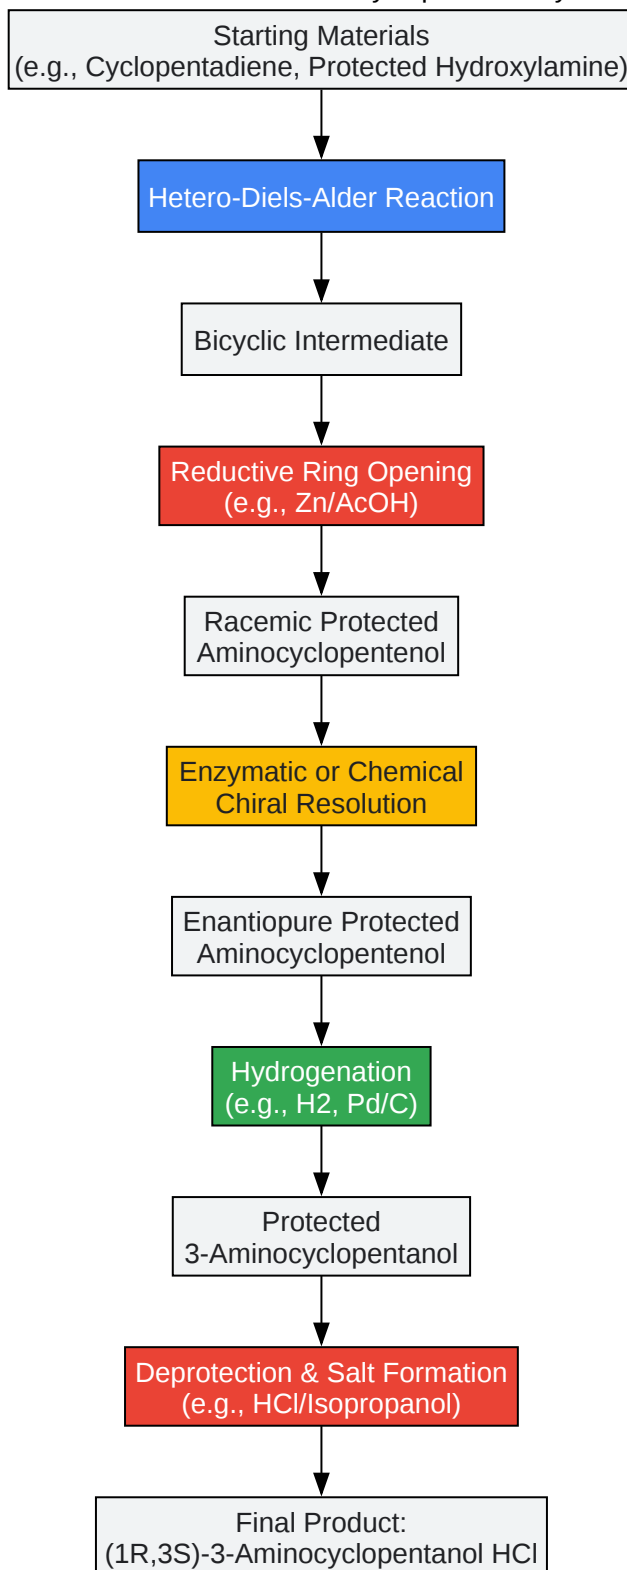 Starting Materials
(e.g., Cyclopentadiene, Protected Hydroxylamine)
Hetero-Diels-Alder Reaction
Bicyclic Intermediate
Reductive Ring Opening
(e.g., Zn/AcOH)
Racemic Protected
Aminocyclopentenol
Enzymatic or Chemical
Chiral Resolution
Enantiopure Protected
Aminocyclopentenol
Hydrogenation
(e.g., H2, Pd/C)
Protected
3-Aminocyclopentanol
Deprotection & Salt Formation
(e.g., HCl/Isopropanol)
Final Product:
(1R,3S)-3-Aminocyclopentanol HCl